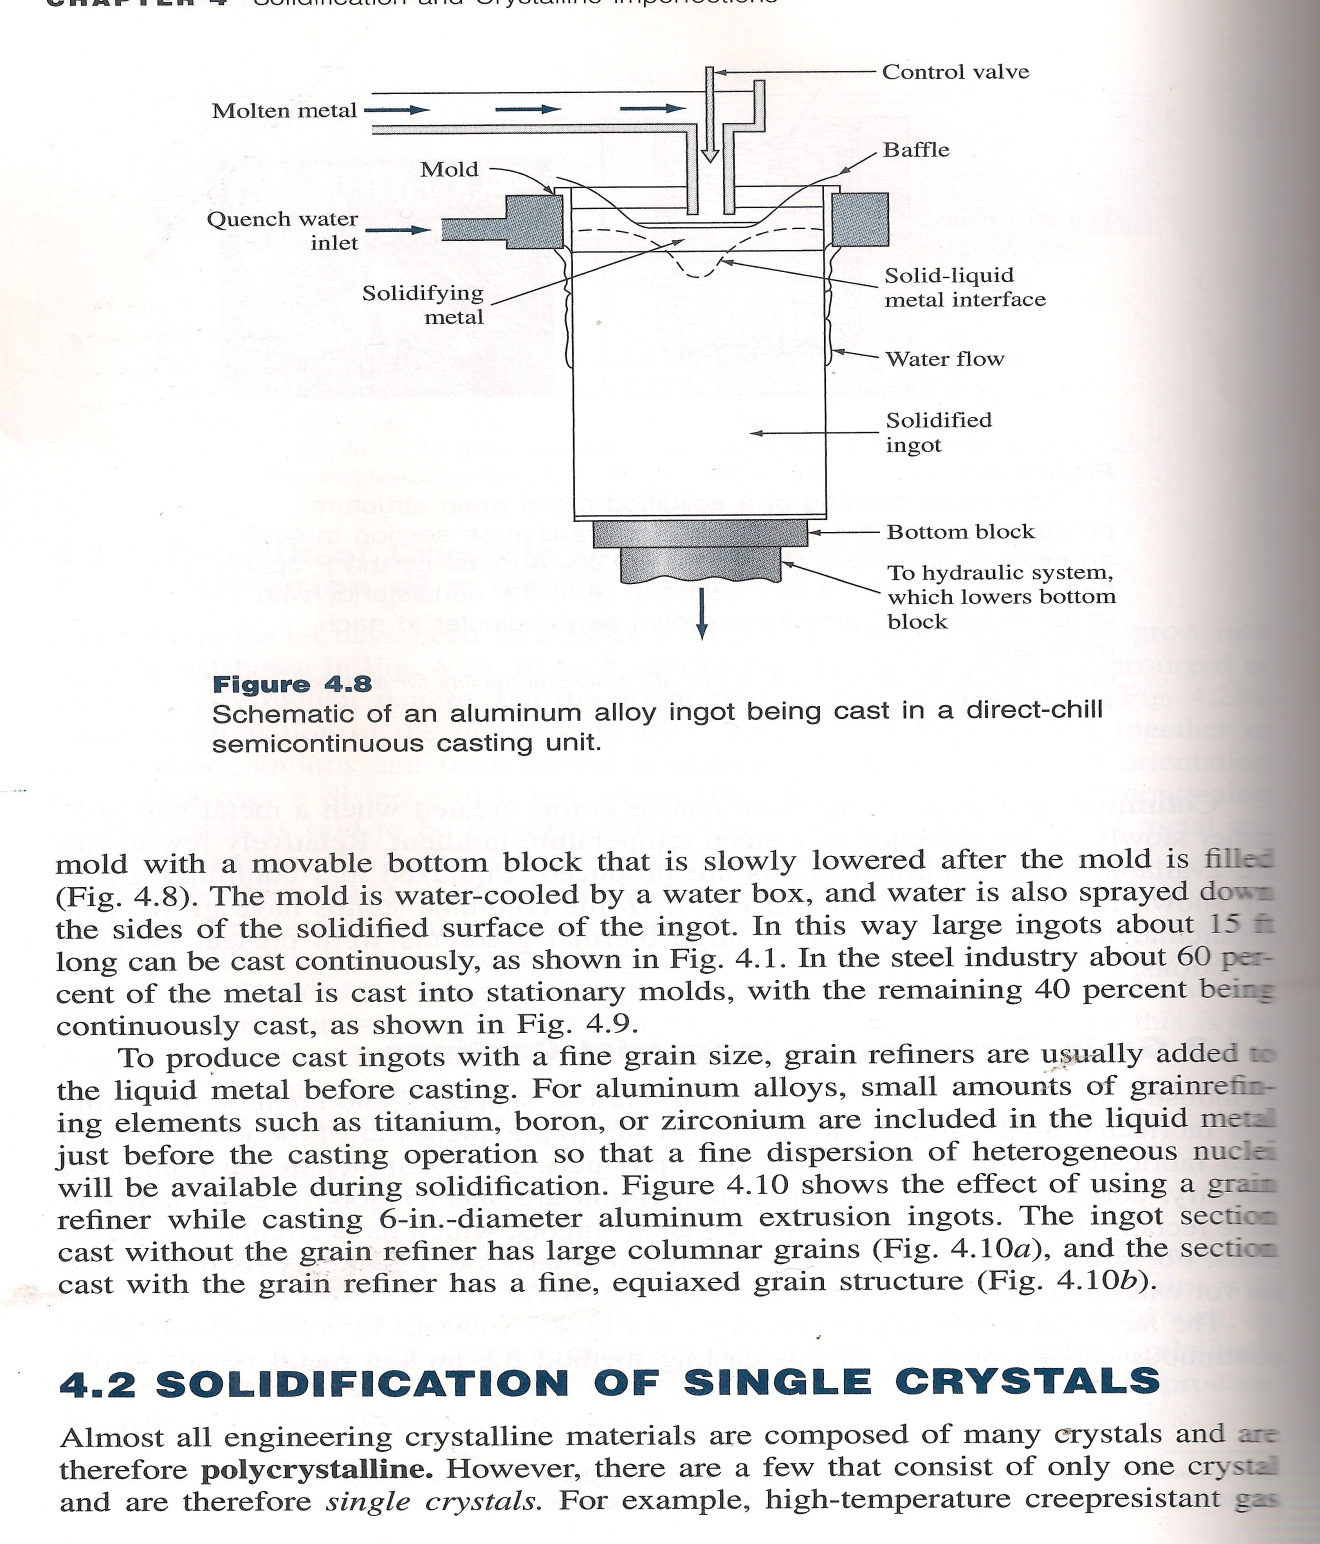 CHAPTER 4 Solidification and Crystalline Imperfections
Control valve
Molten metal
Baffle
Mold
Quench water
inlet
Solid-liquid
metal interface
Solidifying
metal
Water flow
Solidified
ingot
Bottom block
To hydraulic system,
which lowers bottom
block
Figure 4.8
Schematic of an aluminum alloy ingot being cast in a direct-chill
semicontinuous casting unit.
mold with a movable bottom block that is slowly lowered after the mold is filled
(Fig. 4.8). The mold is water-cooled by a water box, and water is also sprayed down
the sides of the solidified surface of the ingot. In this way large ingots about 15 ft
long can be cast continuously, as shown in Fig. 4.1. In the steel industry about 60 per-
cent of the metal is cast into stationary molds, with the remaining 40 percent being
continuously cast, as shown in Fig. 4.9.
To produce cast ingots with a fine grain size, grain refiners are usually added to
the liquid metal before casting. For aluminum alloys, small amounts of grainrefin-
ing elements such as titanium, boron, or zirconium are included in the liquid metal
just before the casting operation so that a fine dispersion of heterogeneous nuclei
will be available during solidification. Figure 4.10 shows the effect of using a grain
refiner while casting 6-in.-diameter aluminum extrusion ingots. The ingot section
cast without the grain refiner has large columnar grains (Fig. 4.10a), and the section
cast with the grain refiner has a fine, equiaxed grain structure (Fig. 4.10b).
4.2 SOLIDIFICATION OF SINGLE CRYSTALS
Almost all engineering crystalline materials are composed of many crystals and are
therefore polycrystalline. However, there are a few that consist of only one crystal
and are therefore single crystals. For example, high-temperature creepresistant gas